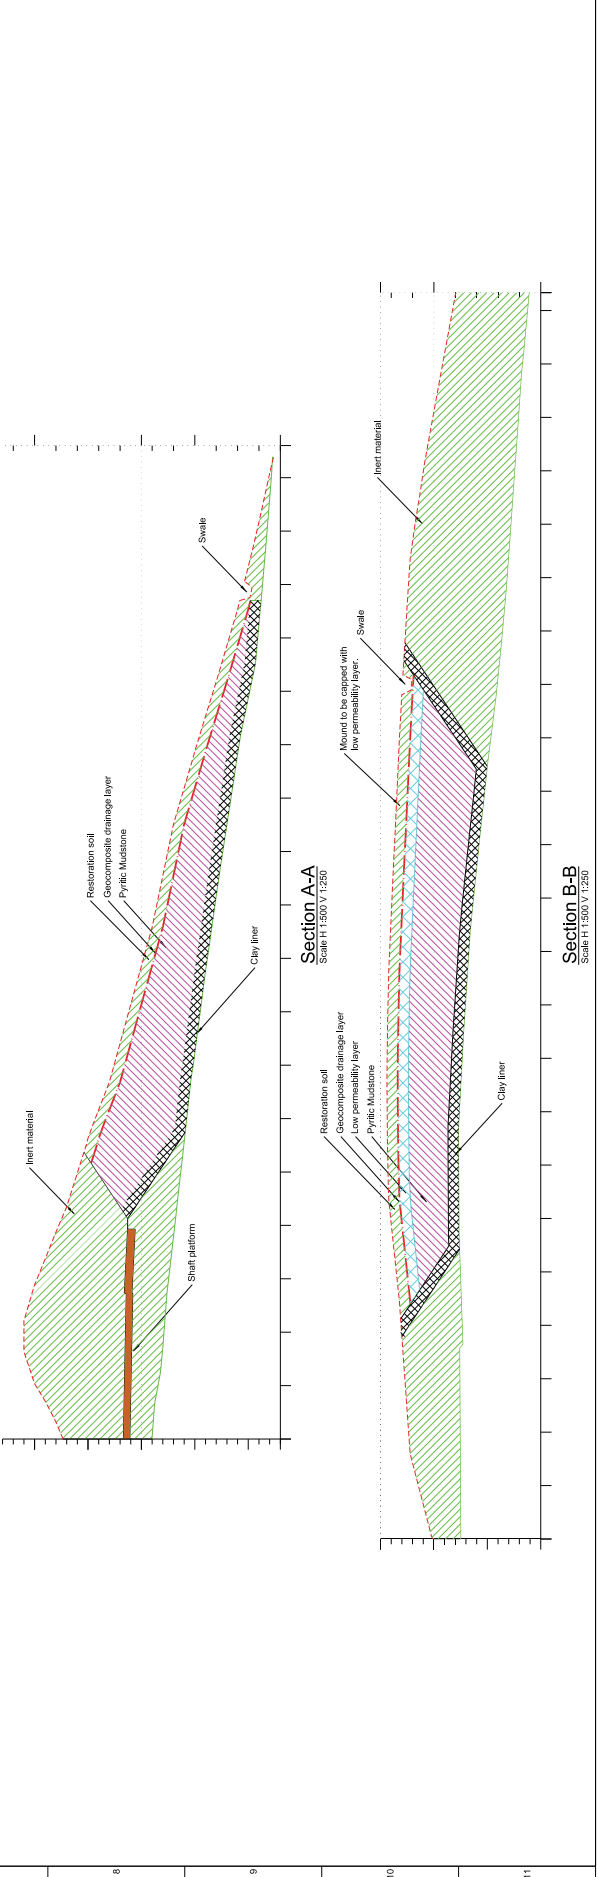 Inert material
Restoration soil
Geocomposite drainage layer
Pyritic Mudstone
Swale
Shaft platform
Clay liner
Section A-A
Scale H 1:500 V 1:250
Restoration soil
Geocomposite drainage layer
Low permeability layer
Pyritic Mudstone
Mound to be capped with
low permeability layer.
Swale
Inert material
Clay liner
Section B-B
Scale H 1:500 V 1:250
8
9
10
11